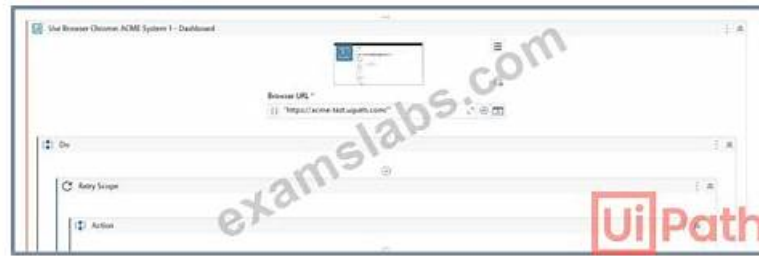 Use Browser Chrome: ACME System 1 - Dashboard
Browser URL *
"https://acme-test.uipath.com/"
Do
Retry Scope
Action
examslabs.com
UiPath